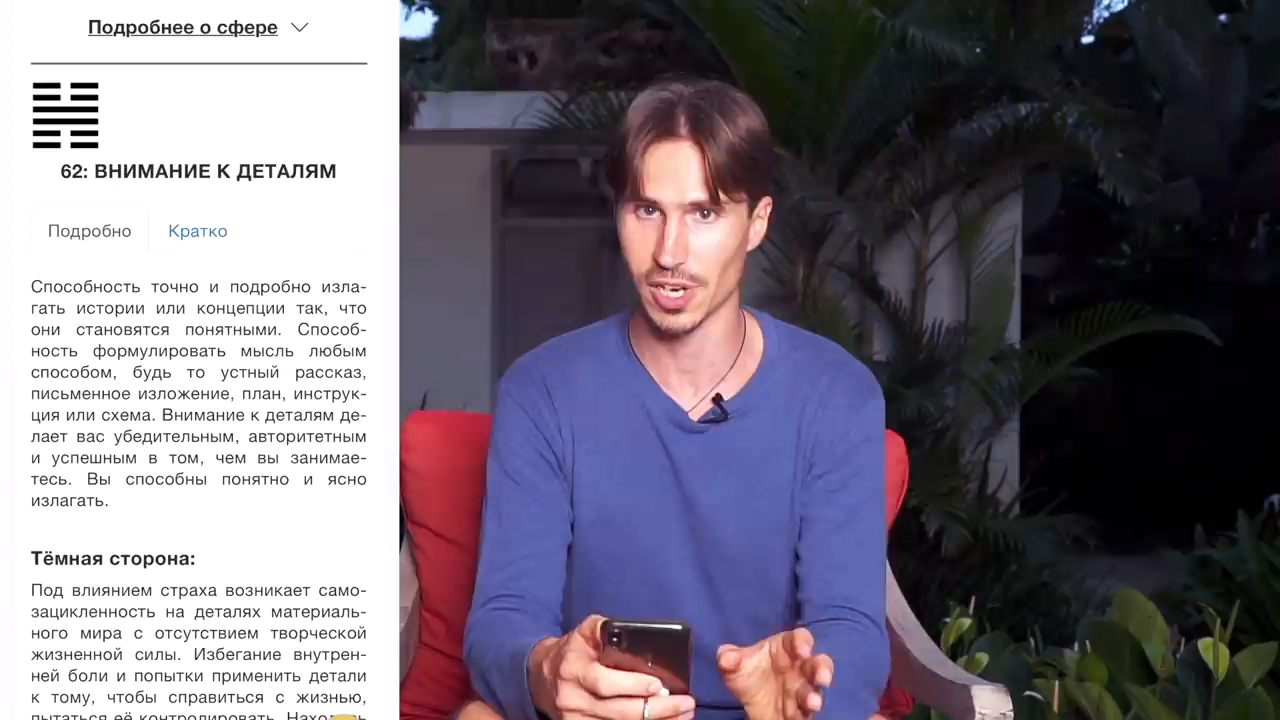 Подробнее о сфере
62: ВНИМАНИЕ К ДЕТАЛЯМ
Подробно Кратко
Способность точно и подробно изла-
гать истории или концепции так, что
они становятся понятными. Способ-
ность формулировать мысль любым
способом, будь то устный рассказ,
письменное изложение, план, инструк-
ция или схема. Внимание к деталям де-
лает вас убедительным, авторитетным
и успешным в том, чем вы занимае-
тесь. Вы способны понятно и ясно
излагать.
Тёмная сторона:
Под влиянием страха возникает само-
зацикленность на деталях материаль-
ного мира с отсутствием творческой
жизненной силы. Избегание внутрен-
ней боли и попытки применить детали
к тому, чтобы справиться с жизнью,
пытаться её контролировать.